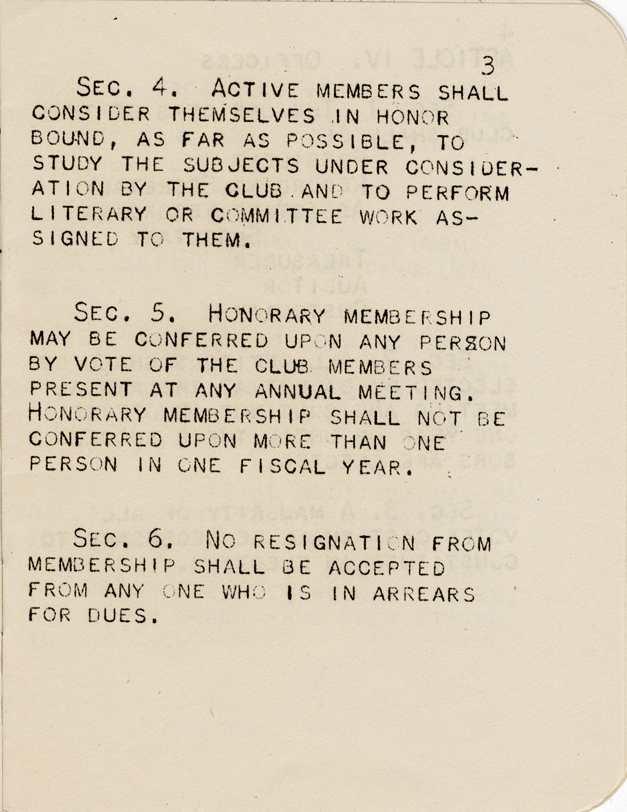 3
SEC. 4. ACTIVE MEMBERS SHALL
CONSIDER THEMSELVES IN HONOR
BOUND, AS FAR AS POSSIBLE, TO
STUDY THE SUBJECTS UNDER CONSIDER-
ATION BY THE CLUB AND TO PERFORM
LITERARY OR COMMITTEE WORK AS-
SIGNED TO THEM.
SEC. 5. HONORARY MEMBERSHIP
MAY BE CONFERRED UPON ANY PERSON
BY VOTE OF THE CLUB MEMBERS
PRESENT AT ANY ANNUAL MEETING.
HONORARY MEMBERSHIP SHALL NOT BE
CONFERRED UPON MORE THAN ONE
PERSON IN ONE FISCAL YEAR.
SEC. 6. NO RESIGNATION FROM
MEMBERSHIP SHALL BE ACCEPTED
FROM ANY ONE WHO IS IN ARREARS
FOR DUES.